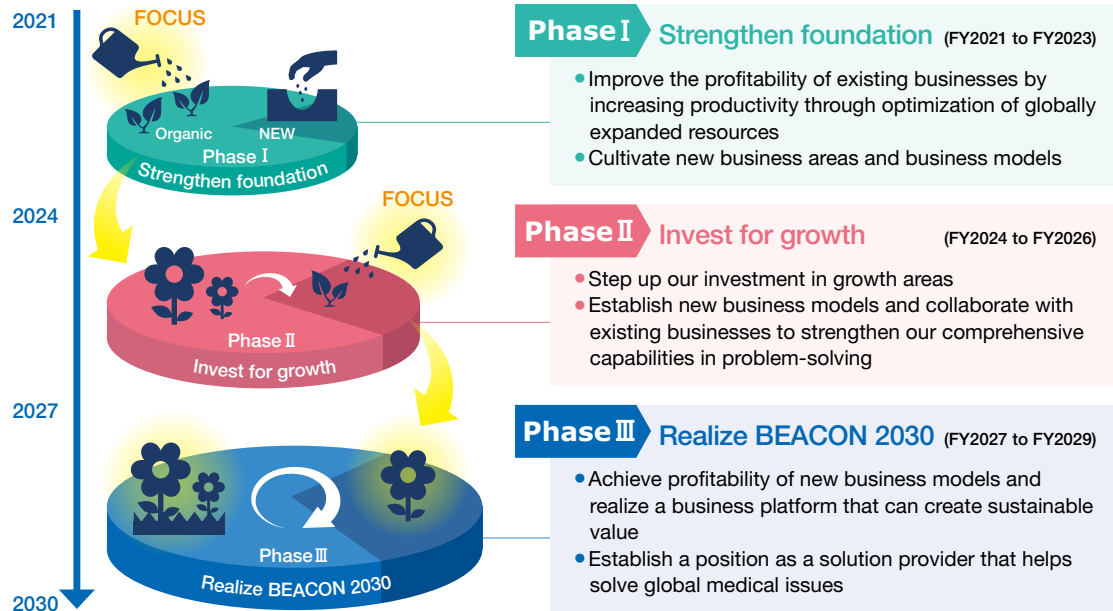 2021
FOCUS
Organic
NEW
Phase Ⅰ
Strengthen foundation
Phase Ⅰ Strengthen foundation (FY2021 to FY2023)
● Improve the profitability of existing businesses by
increasing productivity through optimization of globally
expanded resources
● Cultivate new business areas and business models
2024
FOCUS
Phase Ⅱ
Invest for growth
Phase Ⅱ Invest for growth (FY2024 to FY2026)
● Step up our investment in growth areas
● Establish new business models and collaborate with
existing businesses to strengthen our comprehensive
capabilities in problem-solving
2027
Phase Ⅲ
Realize BEACON 2030
Phase Ⅲ Realize BEACON 2030 (FY2027 to FY2029)
● Achieve profitability of new business models and
realize a business platform that can create sustainable
value
● Establish a position as a solution provider that helps
solve global medical issues
2030